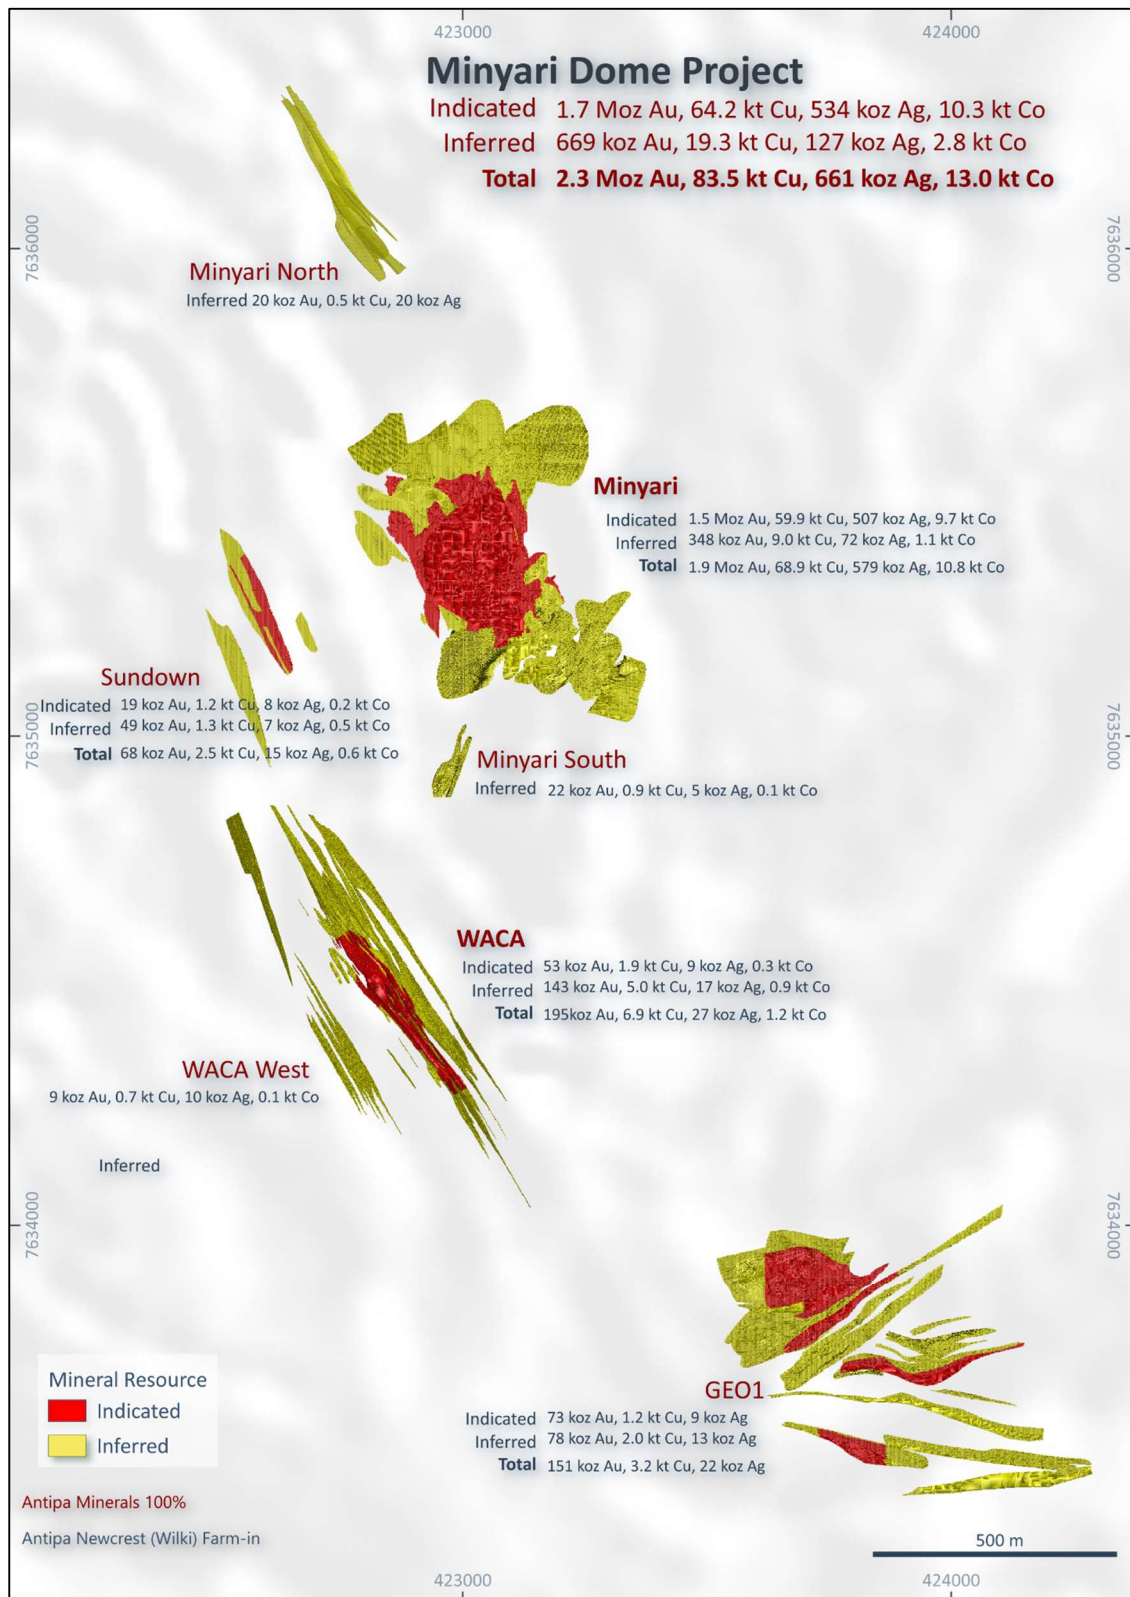 423000
424000
Minyari Dome Project
Indicated 1.7 Moz Au, 64.2 kt Cu, 534 koz Ag, 10.3 kt Co
Inferred 669 koz Au, 19.3 kt Cu, 127 koz Ag, 2.8 kt Co
Total 2.3 Moz Au, 83.5 kt Cu, 661 koz Ag, 13.0 kt Co
7636000
7636000
Minyari North
Inferred 20 koz Au, 0.5 kt Cu, 20 koz Ag
Minyari
Indicated 1.5 Moz Au, 59.9 kt Cu, 507 koz Ag, 9.7 kt Co
Inferred 348 koz Au, 9.0 kt Cu, 72 koz Ag, 1.1 kt Co
Total 1.9 Moz Au, 68.9 kt Cu, 579 koz Ag, 10.8 kt Co
Sundown
Indicated 19 koz Au, 1.2 kt Cu, 8 koz Ag, 0.2 kt Co
Inferred 49 koz Au, 1.3 kt Cu, 7 koz Ag, 0.5 kt Co
Total 68 koz Au, 2.5 kt Cu, 15 koz Ag, 0.6 kt Co
7635000
7635000
Minyari South
Inferred 22 koz Au, 0.9 kt Cu, 5 koz Ag, 0.1 kt Co
WACA
Indicated 53 koz Au, 1.9 kt Cu, 9 koz Ag, 0.3 kt Co
Inferred 143 koz Au, 5.0 kt Cu, 17 koz Ag, 0.9 kt Co
Total 195koz Au, 6.9 kt Cu, 27 koz Ag, 1.2 kt Co
WACA West
9 koz Au, 0.7 kt Cu, 10 koz Ag, 0.1 kt Co
Inferred
7634000
7634000
GEO1
Indicated 73 koz Au, 1.2 kt Cu, 9 koz Ag
Inferred 78 koz Au, 2.0 kt Cu, 13 koz Ag
Total 151 koz Au, 3.2 kt Cu, 22 koz Ag
Mineral Resource
Indicated
Inferred
Antipa Minerals 100%
Antipa Newcrest (Wilki) Farm-in
500 m
423000
424000